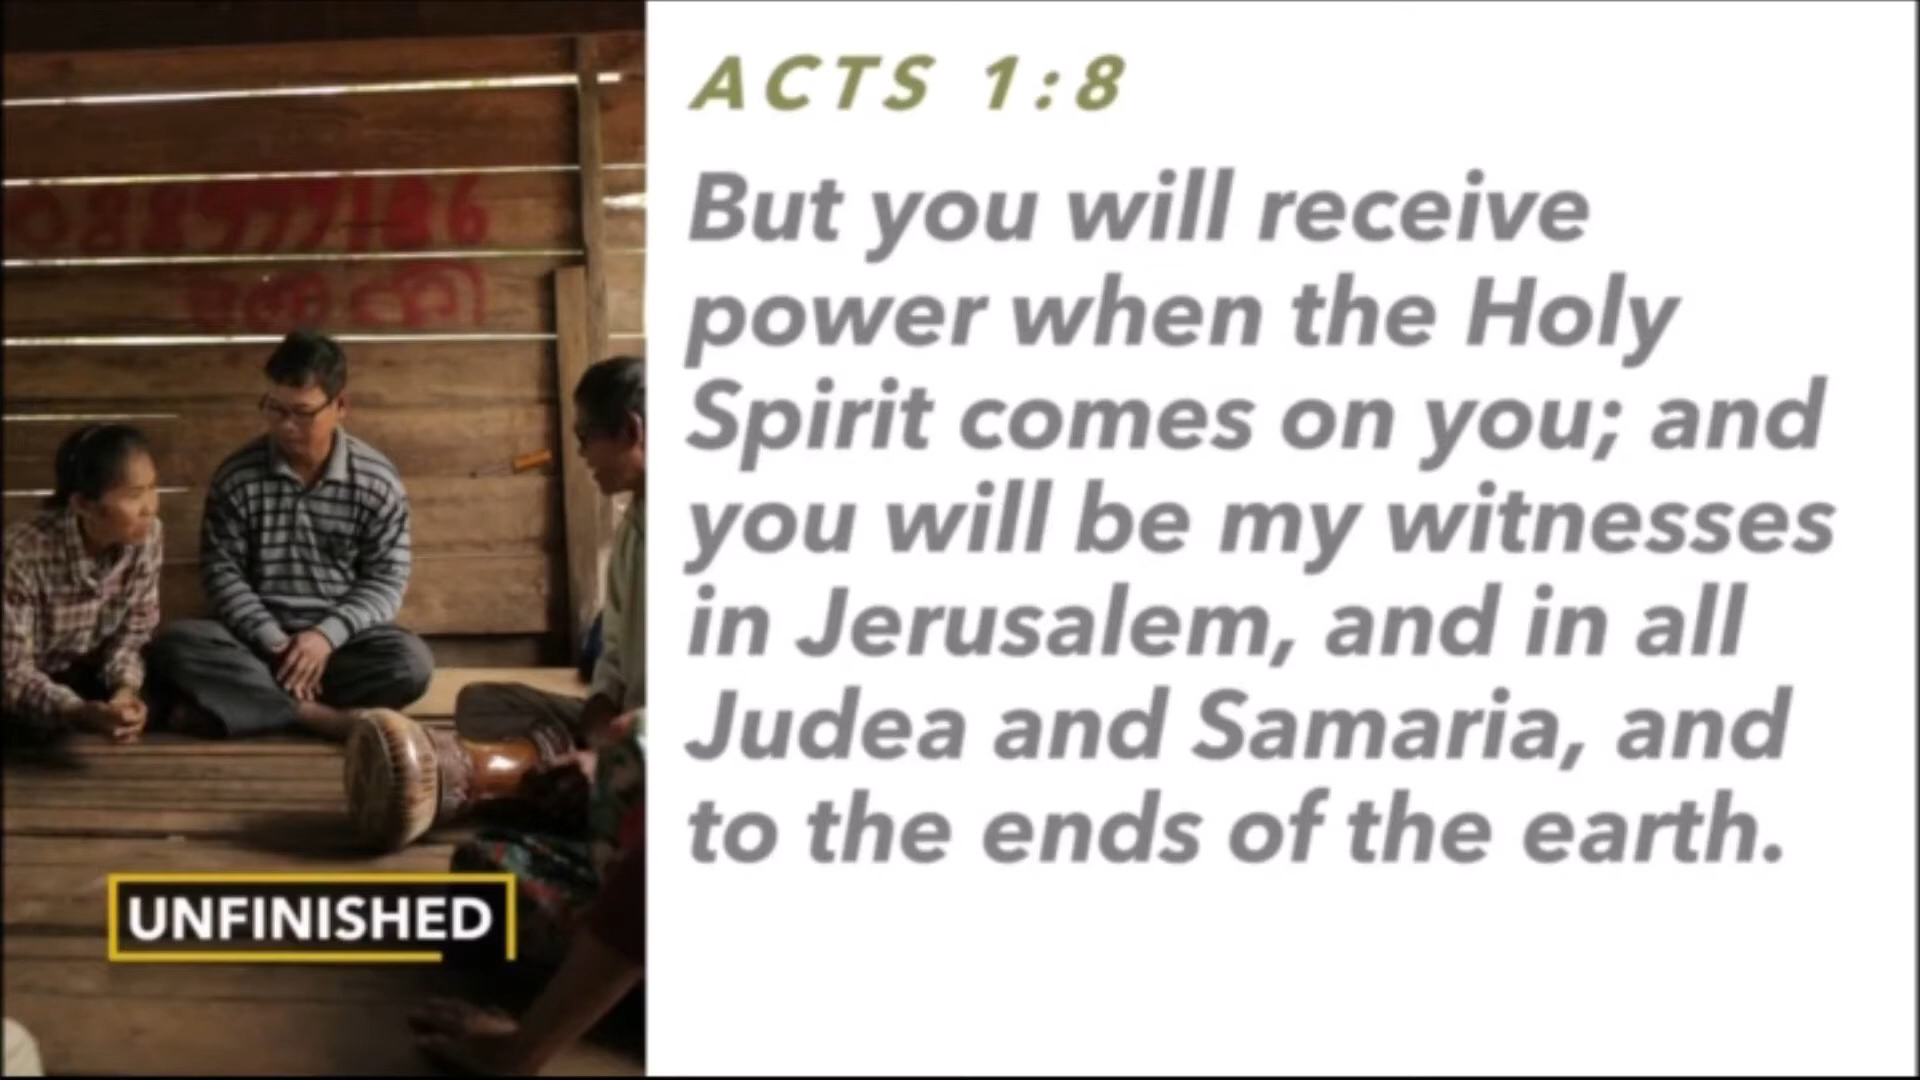 ACTS 1:8
But you will receive
power when the Holy
Spirit comes on you; and
you will be my witnesses
in Jerusalem, and in all
Judea and Samaria, and
to the ends of the earth.
UNFINISHED